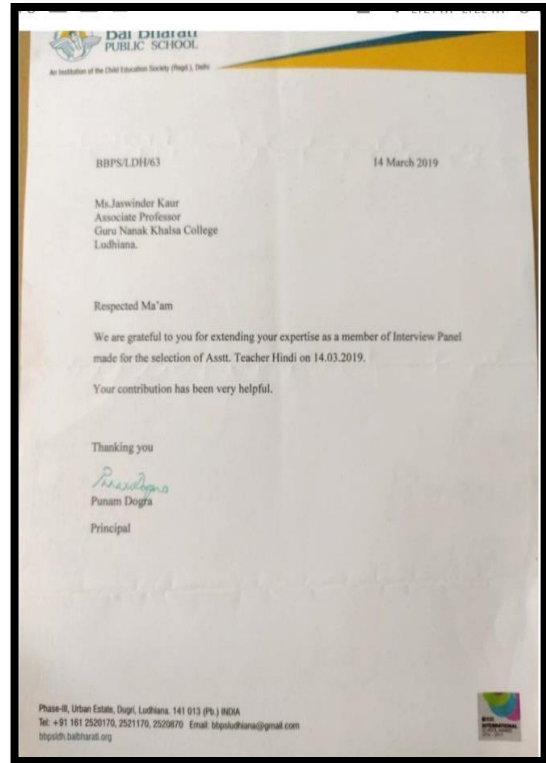 Bal Bharati
PUBLIC SCHOOL
An Institution of the Child Education Society (Regd.), Delhi
BBPS/LDH/63
14 March 2019
Ms.Jaswinder Kaur
Associate Professor
Guru Nanak Khalsa College
Ludhiana.
Respected Ma'am
We are grateful to you for extending your expertise as a member of Interview Panel
made for the selection of Asstt. Teacher Hindi on 14.03.2019.
Your contribution has been very helpful.
Thanking you
Punam Dogra
Principal
Phase-III, Urban Estate, Dugri, Ludhiana. 141 013 (Pb.) INDIA
Tel: +91 161 2520170, 2521170, 2520870 Email: bbpsludhiana@gmail.com
bbpsldh.balbharati.org
INTERNATIONAL